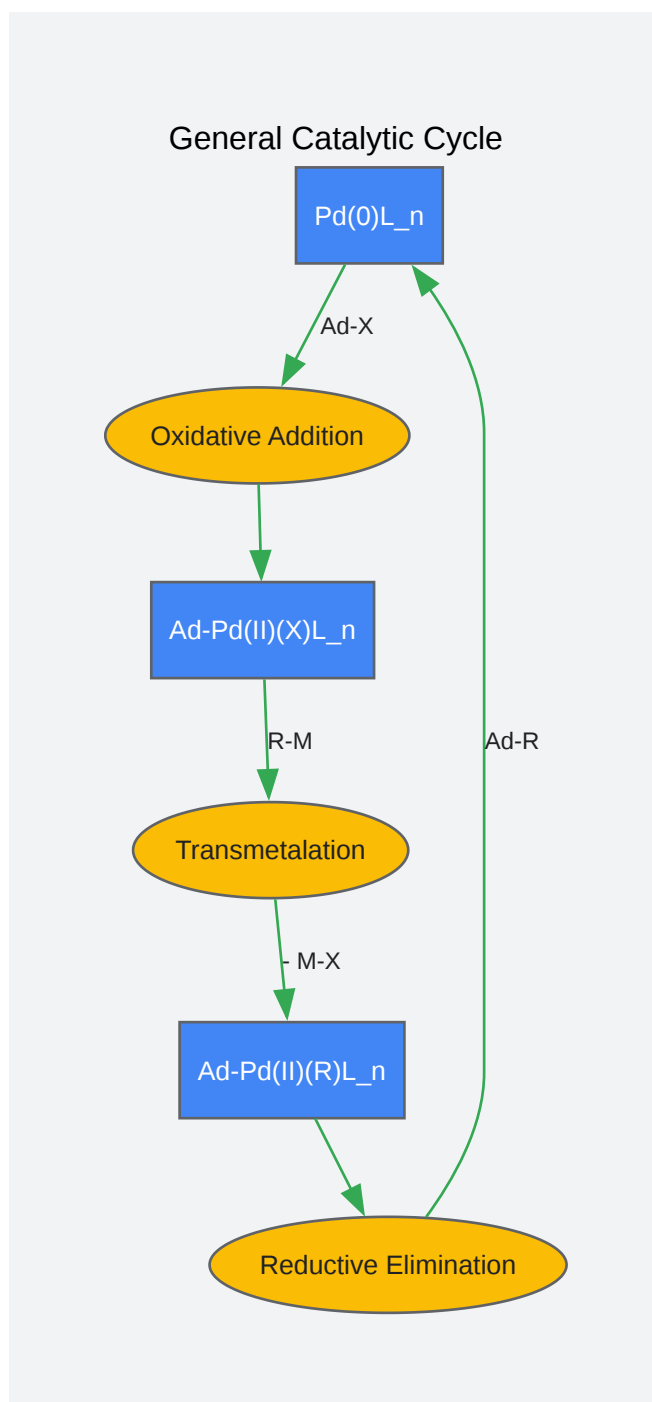 General Catalytic Cycle
Pd(0)L_n
Ad-X
Oxidative Addition
Ad-Pd(II)(X)L_n
R-M
Ad-R
Transmetalation
- M-X
Ad-Pd(II)(R)L_n
Reductive Elimination